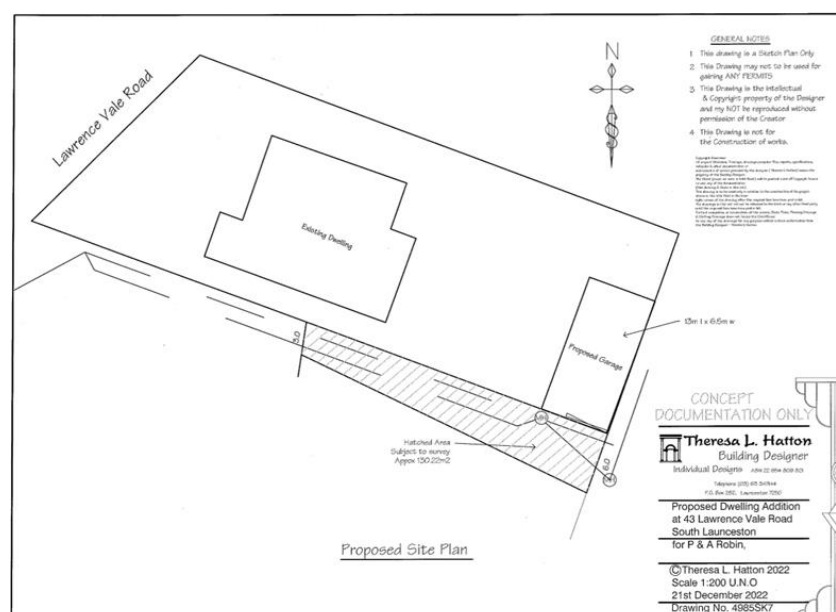 Lawrence Vale Road
N
GENERAL NOTES
1 This drawing is a Sketch Plan Only
2 This Drawing may not to be used for
gaining ANY PERMITS
3 This Drawing is the intellectual
& Copyright property of the Designer
and my NOT be reproduced without
permission of the Creator
4 This Drawing is not for
the Construction of works.
Existing Dwelling
13m l x 6.5m w
Proposed Garage
3.0
Hatched Area
Subject to survey
Appox 130.22m2
6.0
CONCEPT
DOCUMENTATION ONLY
Theresa L. Hatton
Building Designer
Individual Designs
P.O. Box 252, Launceston 7250
Proposed Site Plan
Proposed Dwelling Addition
at 43 Lawrence Vale Road
South Launceston
for P & A Robin,
©Theresa L. Hatton 2022
Scale 1:200 U.N.O
21st December 2022
Drawing No. 4985SK7